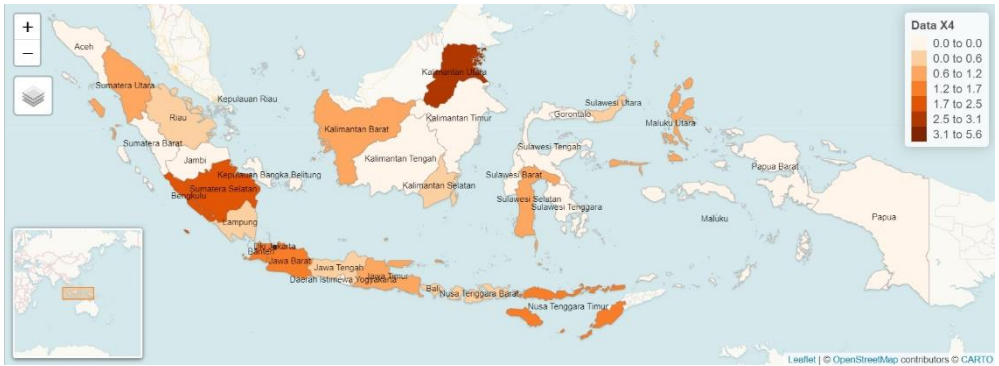 +
−
Data X4
0.0 to 0.0
0.0 to 0.6
0.6 to 1.2
1.2 to 1.7
1.7 to 2.5
2.5 to 3.1
3.1 to 5.6
Aceh
Sumatera Utara
Riau
Kepulauan Riau
Sumatera Barat
Jambi
Kepulauan Bangka Belitung
Sumatera Selatan
Bengkulu
Lampung
Dki Jakarta
Banten
Jawa Barat
Jawa Tengah
Jawa Timur
Daerah Istimewa Yogyakarta
Bali
Nusa Tenggara Barat
Nusa Tenggara Timur
Kalimantan Utara
Kalimantan Barat
Kalimantan Timur
Kalimantan Tengah
Kalimantan Selatan
Sulawesi Utara
Gorontalo
Sulawesi Tengah
Sulawesi Barat
Sulawesi Selatan
Sulawesi Tenggara
Maluku Utara
Maluku
Papua Barat
Papua
Leaflet | © OpenStreetMap contributors © CARTO